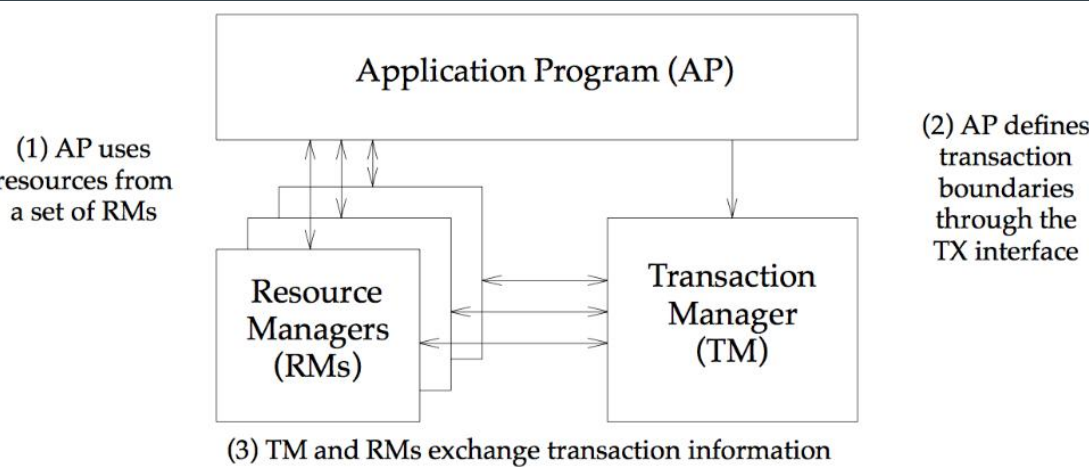 Application Program (AP)
(1) AP uses
resources from
a set of RMs
(2) AP defines
transaction
boundaries
through the
TX interface
Resource
Managers
(RMs)
Transaction
Manager
(TM)
(3) TM and RMs exchange transaction information